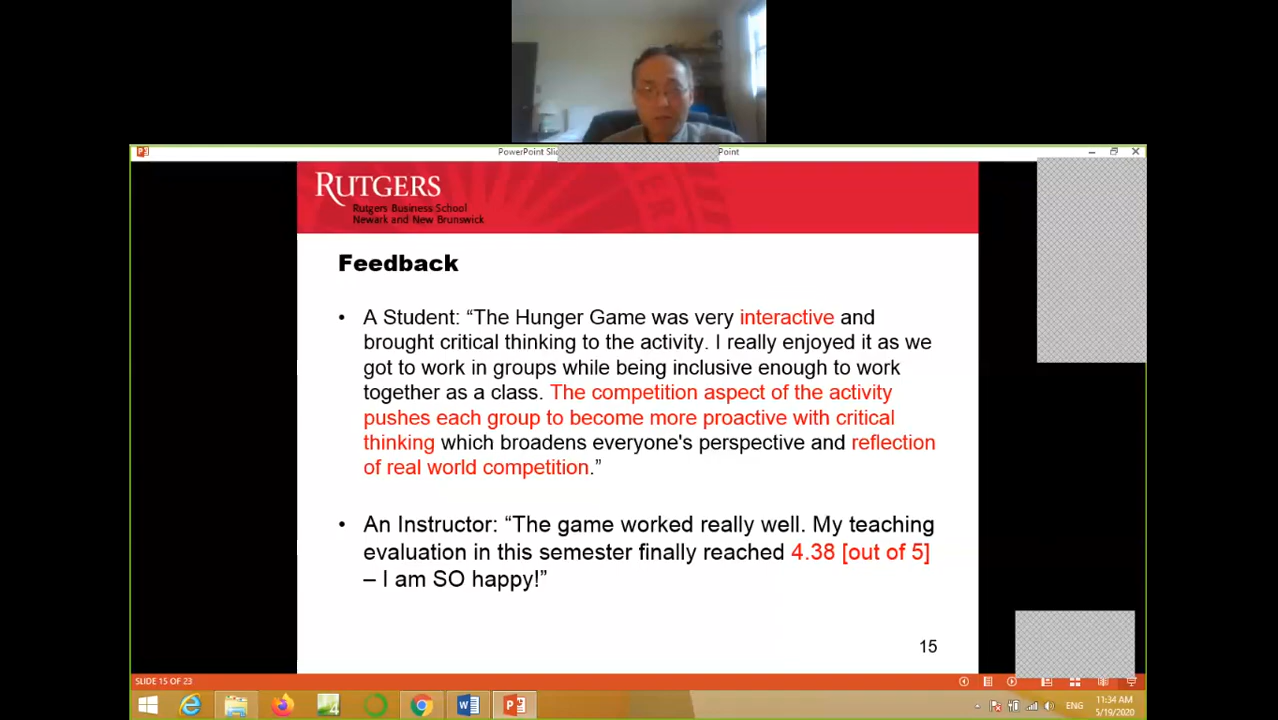 PowerPoint Sli Point
RUTGERS
Rutgers Business School
Newark and New Brunswick
Feedback
• A Student: “The Hunger Game was very interactive and
brought critical thinking to the activity. I really enjoyed it as we
got to work in groups while being inclusive enough to work
together as a class. The competition aspect of the activity
pushes each group to become more proactive with critical
thinking which broadens everyone's perspective and reflection
of real world competition.”
• An Instructor: “The game worked really well. My teaching
evaluation in this semester finally reached 4.38 [out of 5]
– I am SO happy!”
15
SLIDE 15 OF 23
ENG
11:34 AM
5/19/2020